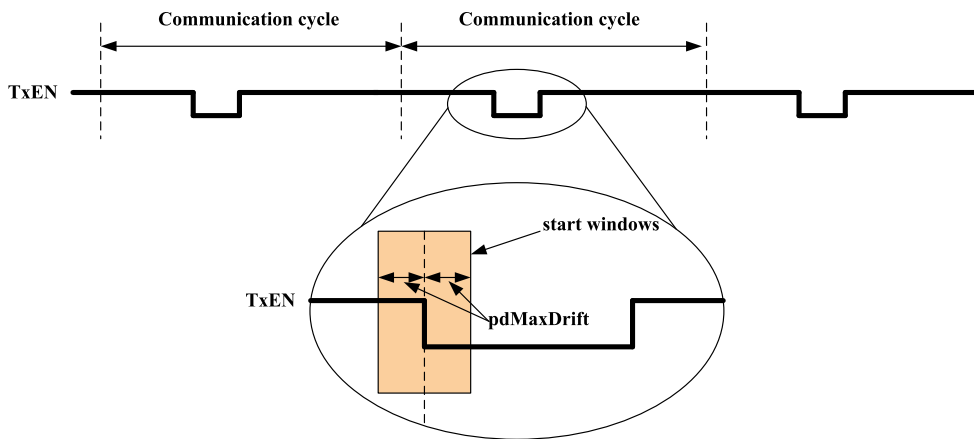 Communication cycle
Communication cycle
TxEN
start windows
TxEN
pdMaxDrift